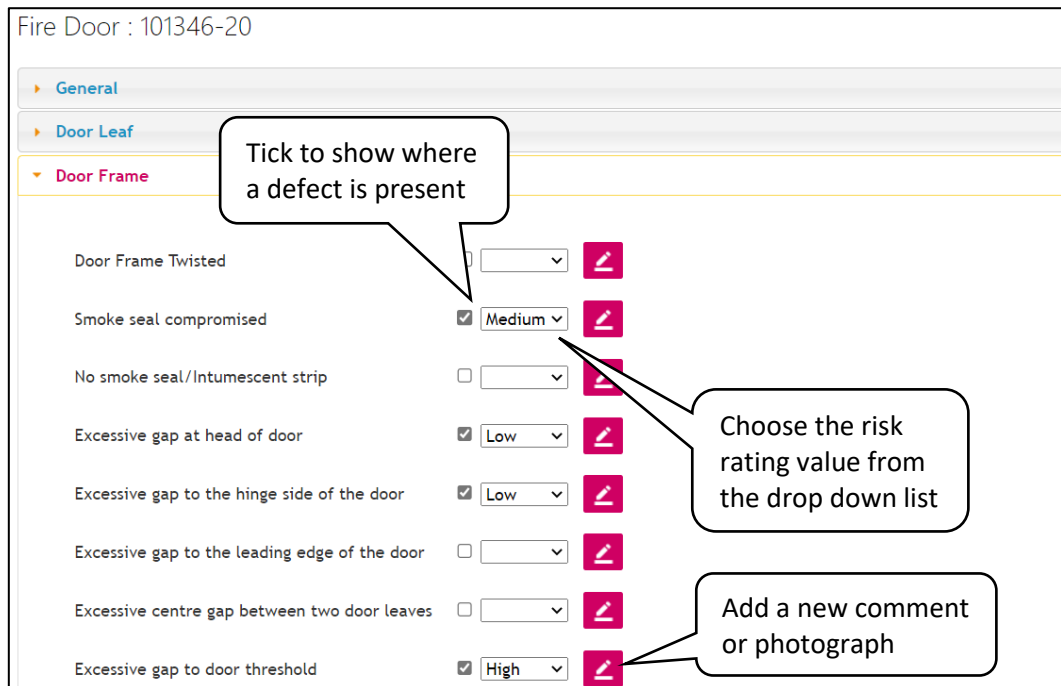 Fire Door : 101346-20
General
Door Leaf
Tick to show where
a defect is present
Door Frame
Door Frame Twisted
Smoke seal compromised Medium
No smoke seal/Intumescent strip
Excessive gap at head of door Low
Choose the risk
rating value from
the drop down list
Excessive gap to the hinge side of the door Low
Excessive gap to the leading edge of the door
Excessive centre gap between two door leaves
Add a new comment
or photograph
Excessive gap to door threshold High